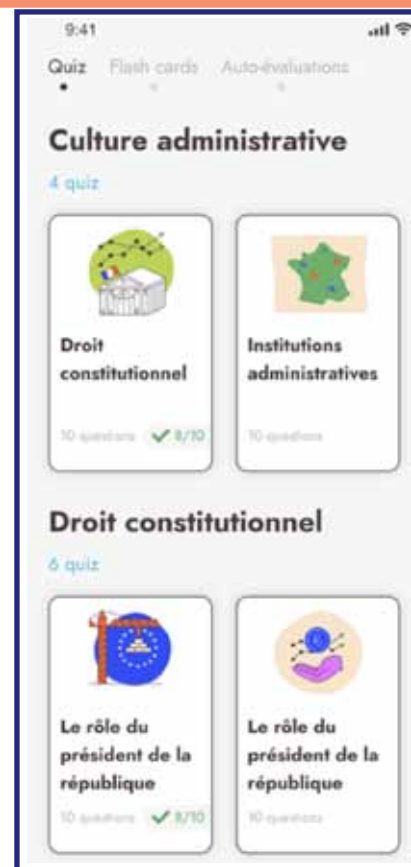 9:41
Quiz Flash cards Auto-évaluations
Culture administrative
4 quiz
Droit
constitutionnel
10 questions 8/10
Institutions
administratives
10 questions
Droit constitutionnel
6 quiz
Le rôle du
président de la
république
10 questions 8/10
Le rôle du
président de la
république
10 questions